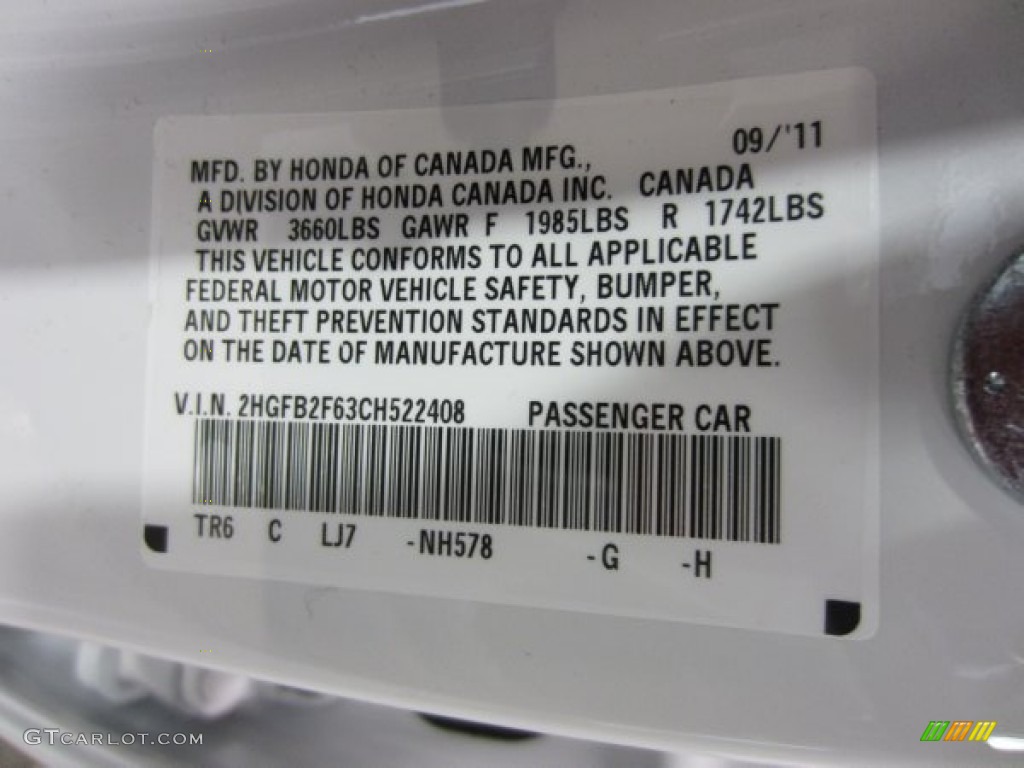 09/'11
MFD. BY HONDA OF CANADA MFG.,
A DIVISION OF HONDA CANADA INC. CANADA
GVWR 3660LBS GAWR F 1985LBS R 1742LBS
THIS VEHICLE CONFORMS TO ALL APPLICABLE
FEDERAL MOTOR VEHICLE SAFETY, BUMPER,
AND THEFT PREVENTION STANDARDS IN EFFECT
ON THE DATE OF MANUFACTURE SHOWN ABOVE.
V.I.N. 2HGFB2F63CH522408 PASSENGER CAR
TR6 C LJ7 -NH578 -G -H
GTCARLOT.COM